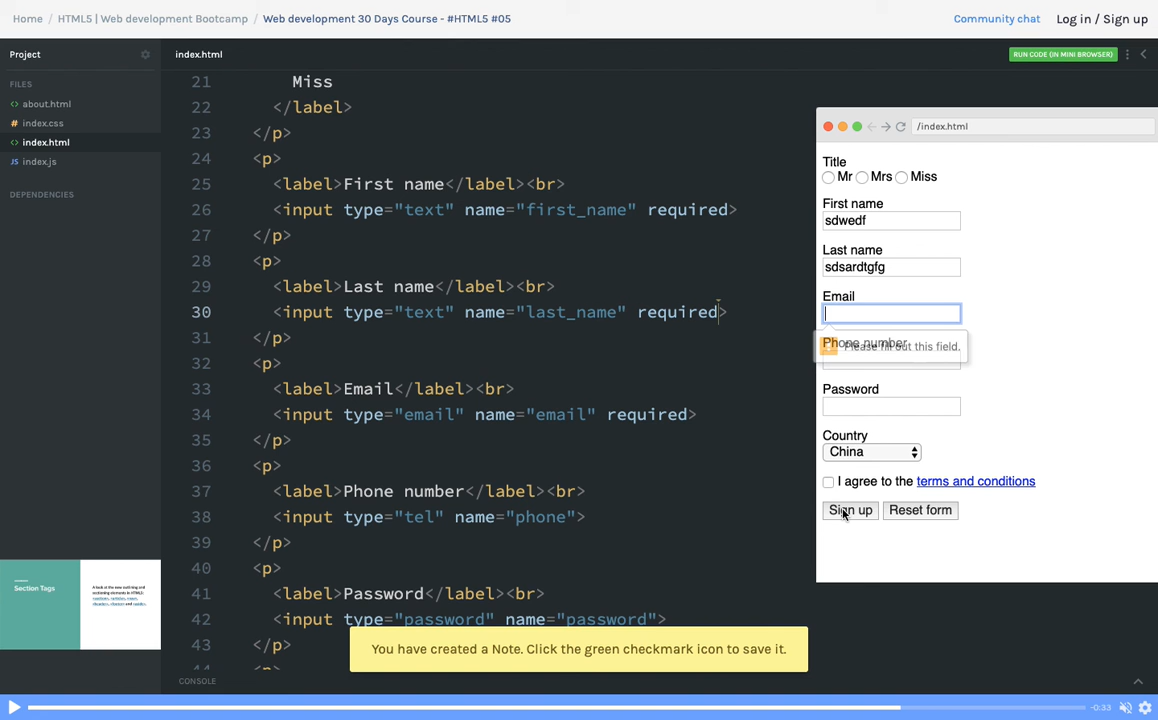 Home / HTML5 | Web development Bootcamp / Web development 30 Days Course - #HTML5 #05
Community chat Log in / Sign up
Project
FILES
<> about.html
# index.css
<> index.html
JS index.js
DEPENDENCIES
Section Tags
index.html
RUN CODE (IN MINI BROWSER)
21 Miss
22 </label>
23 </p>
24 <p>
25 <label>First name</label><br>
26 <input type="text" name="first_name" required>
27 </p>
28 <p>
29 <label>Last name</label><br>
30 <input type="text" name="last_name" required>
31 </p>
32 <p>
33 <label>Email</label><br>
34 <input type="email" name="email" required>
35 </p>
36 <p>
37 <label>Phone number</label><br>
38 <input type="tel" name="phone">
39 </p>
40 <p>
41 <label>Password</label><br>
42 <input type="password" name="password">
43 </p>
44 <p>
/index.html
Title
Mr Mrs Miss
First name
sdwedf
Last name
sdsardtgfg
Email
Phone number
Please fill out this field.
Password
Country
China
I agree to the terms and conditions
Sign up Reset form
You have created a Note. Click the green checkmark icon to save it.
CONSOLE
-0:33